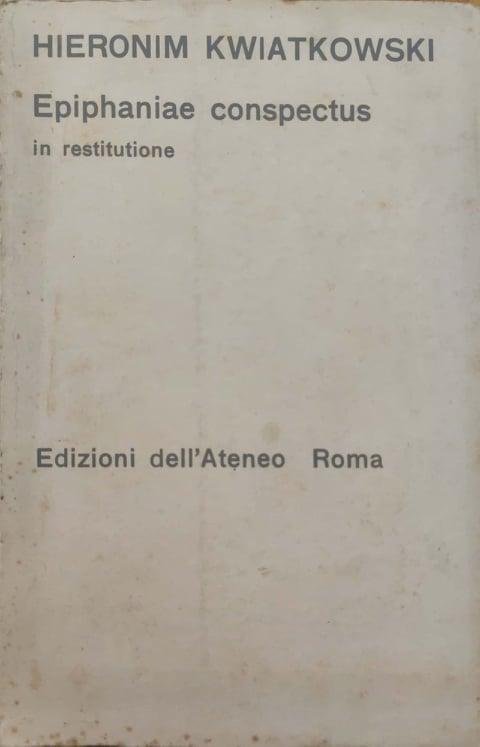 HIERONIM KWIATKOWSKI
Epiphaniae conspectus
in restitutione
Edizioni dell'Ateneo Roma